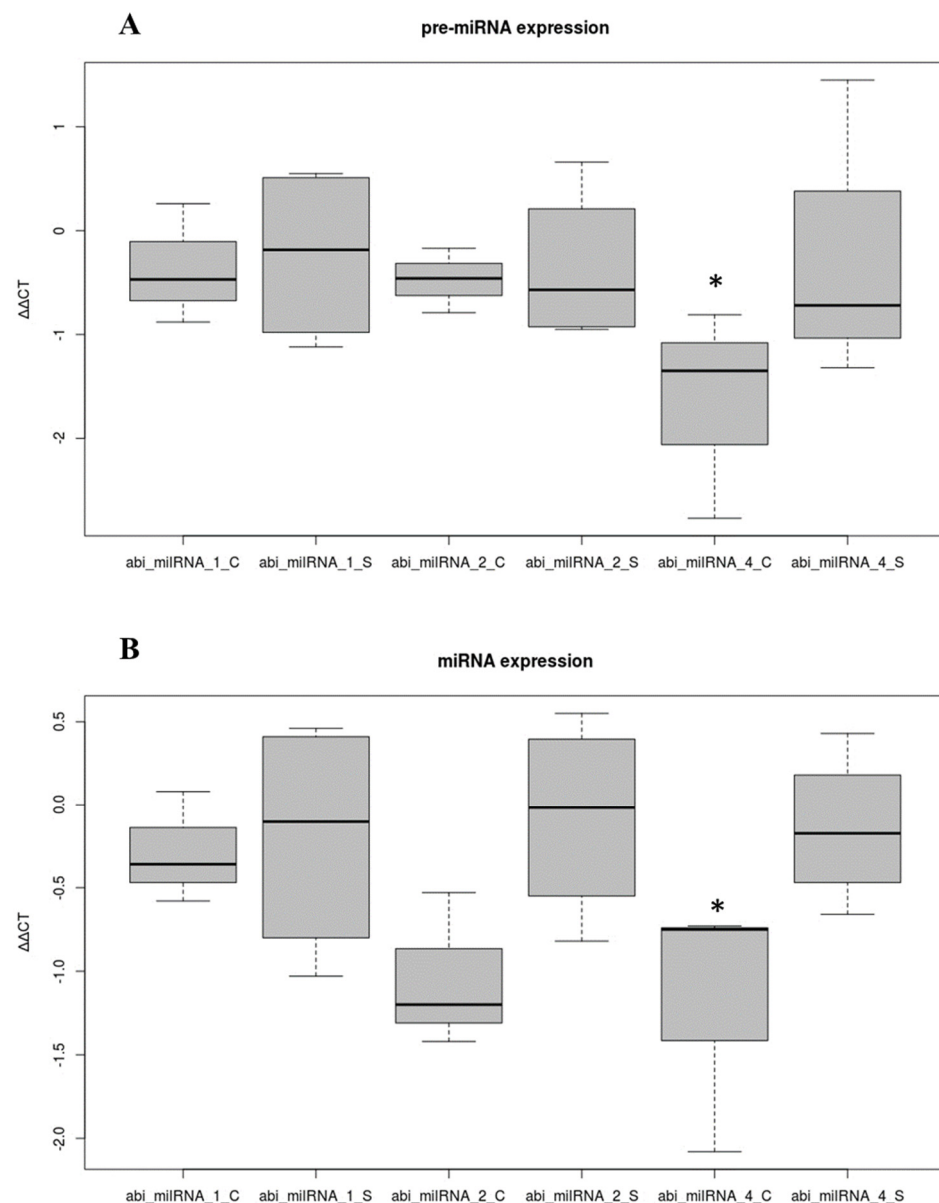 A
pre-miRNA expression
1
0
-1
-2
ΔΔCT
*
abi_milRNA_1_C abi_milRNA_1_S abi_milRNA_2_C abi_milRNA_2_S abi_milRNA_4_C abi_milRNA_4_S
B
miRNA expression
0.5
0.0
-0.5
-1.0
-1.5
-2.0
ΔΔCT
*
abi_milRNA_1_C abi_milRNA_1_S abi_milRNA_2_C abi_milRNA_2_S abi_milRNA_4_C abi_milRNA_4_S